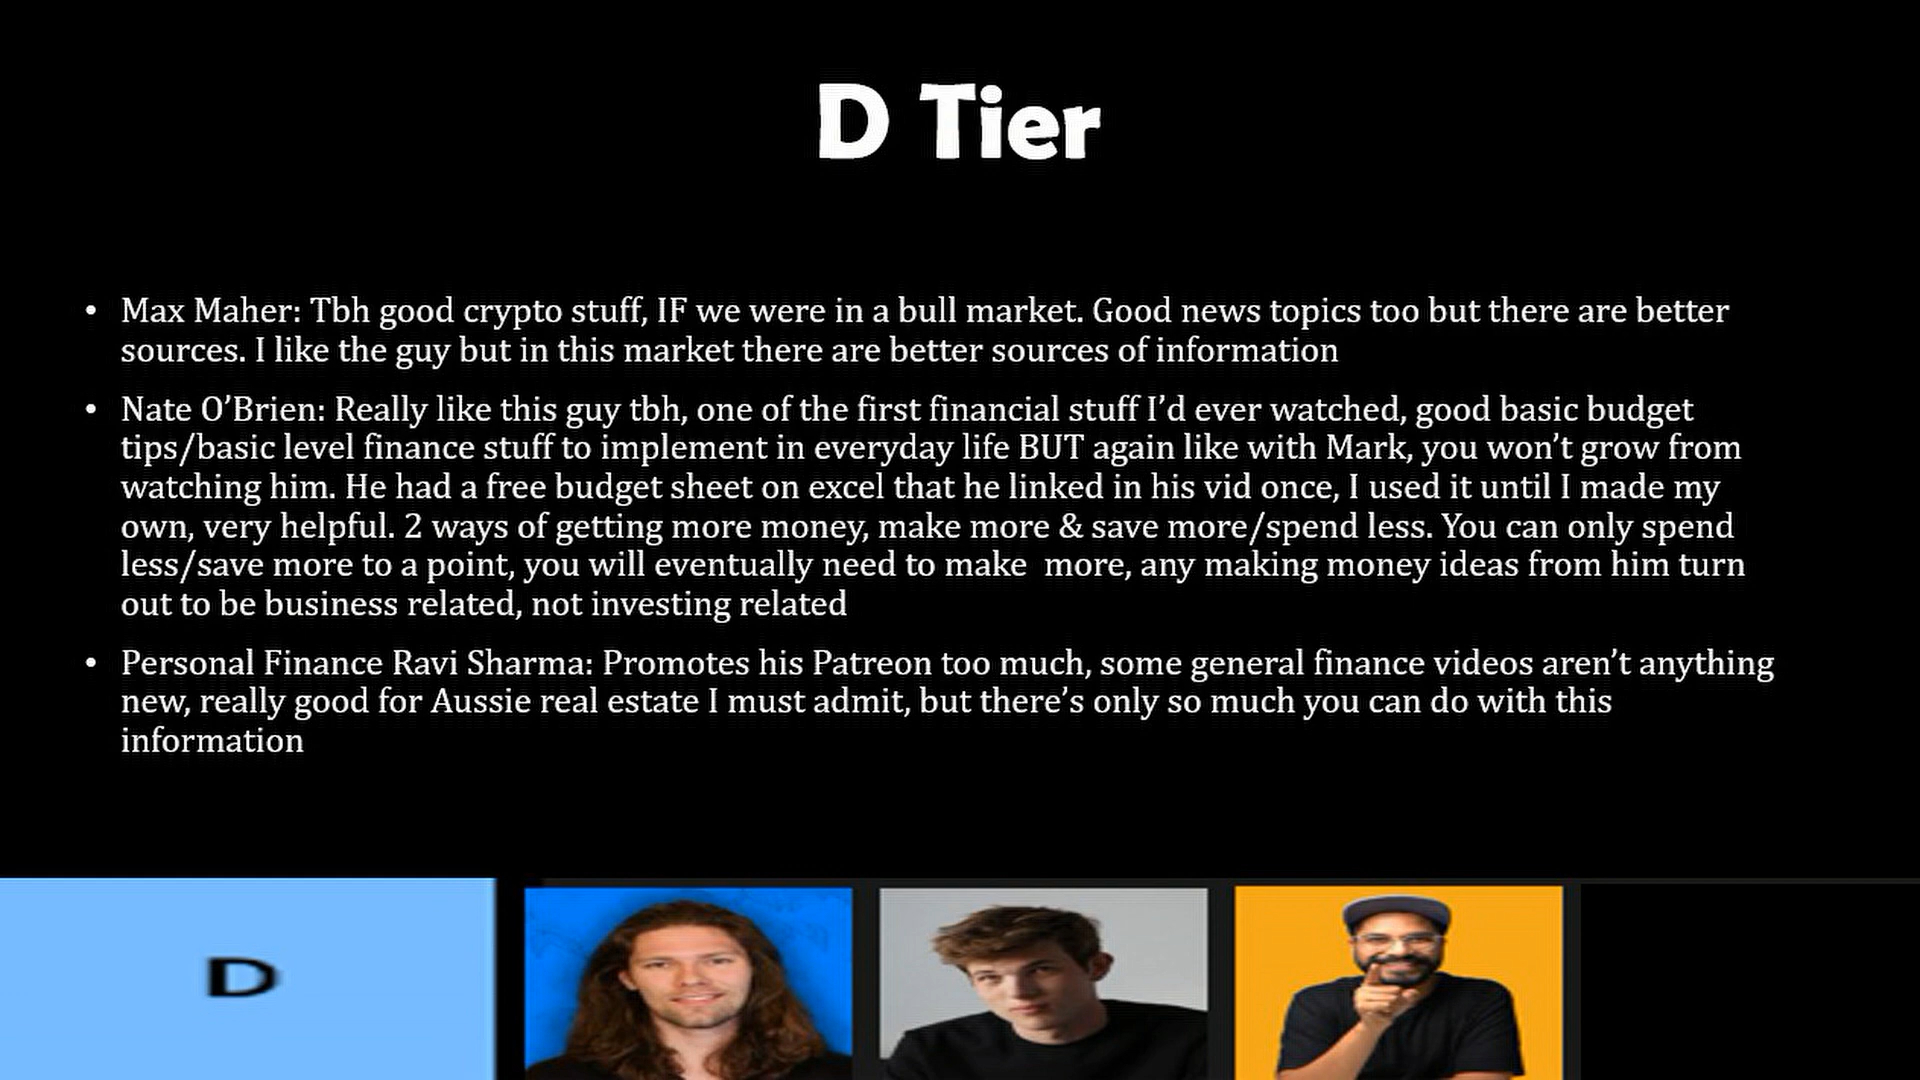 D Tier
• Max Maher: Tbh good crypto stuff, IF we were in a bull market. Good news topics too but there are better
sources. I like the guy but in this market there are better sources of information
• Nate O’Brien: Really like this guy tbh, one of the first financial stuff I’d ever watched, good basic budget
tips/basic level finance stuff to implement in everyday life BUT again like with Mark, you won’t grow from
watching him. He had a free budget sheet on excel that he linked in his vid once, I used it until I made my
own, very helpful. 2 ways of getting more money, make more & save more/spend less. You can only spend
less/save more to a point, you will eventually need to make  more, any making money ideas from him turn
out to be business related, not investing related
• Personal Finance Ravi Sharma: Promotes his Patreon too much, some general finance videos aren’t anything
new, really good for Aussie real estate I must admit, but there’s only so much you can do with this
information
D